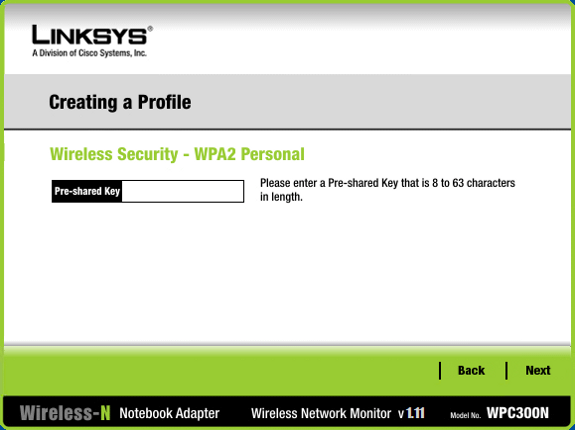 LINKSYS®
A Division of Cisco Systems, Inc.
Creating a Profile
Wireless Security - WPA2 Personal
Pre-shared Key
Please enter a Pre-shared Key that is 8 to 63 characters
in length.
Back Next
Wireless-N Notebook Adapter Wireless Network Monitor v 1.11 Model No. WPC300N